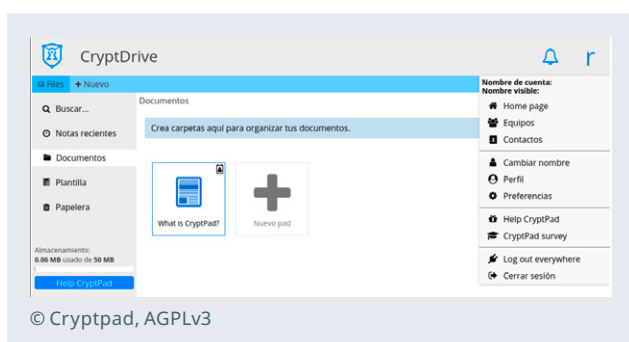 CryptDrive
r
Files + Nuevo
Buscar...
Notas recientes
Documentos
Plantilla
Papelera
Almacenamiento:
0.06 MB usado de 50 MB
Help CryptPad
Documentos
Crea carpetas aquí para organizar tus documentos.
What is CryptPad?
Nuevo pad
Nombre de cuenta:
Nombre visible:
Home page
Equipos
Contactos
Cambiar nombre
Perfil
Preferencias
Help CryptPad
CryptPad survey
Log out everywhere
Cerrar sesión
© Cryptpad, AGPLv3